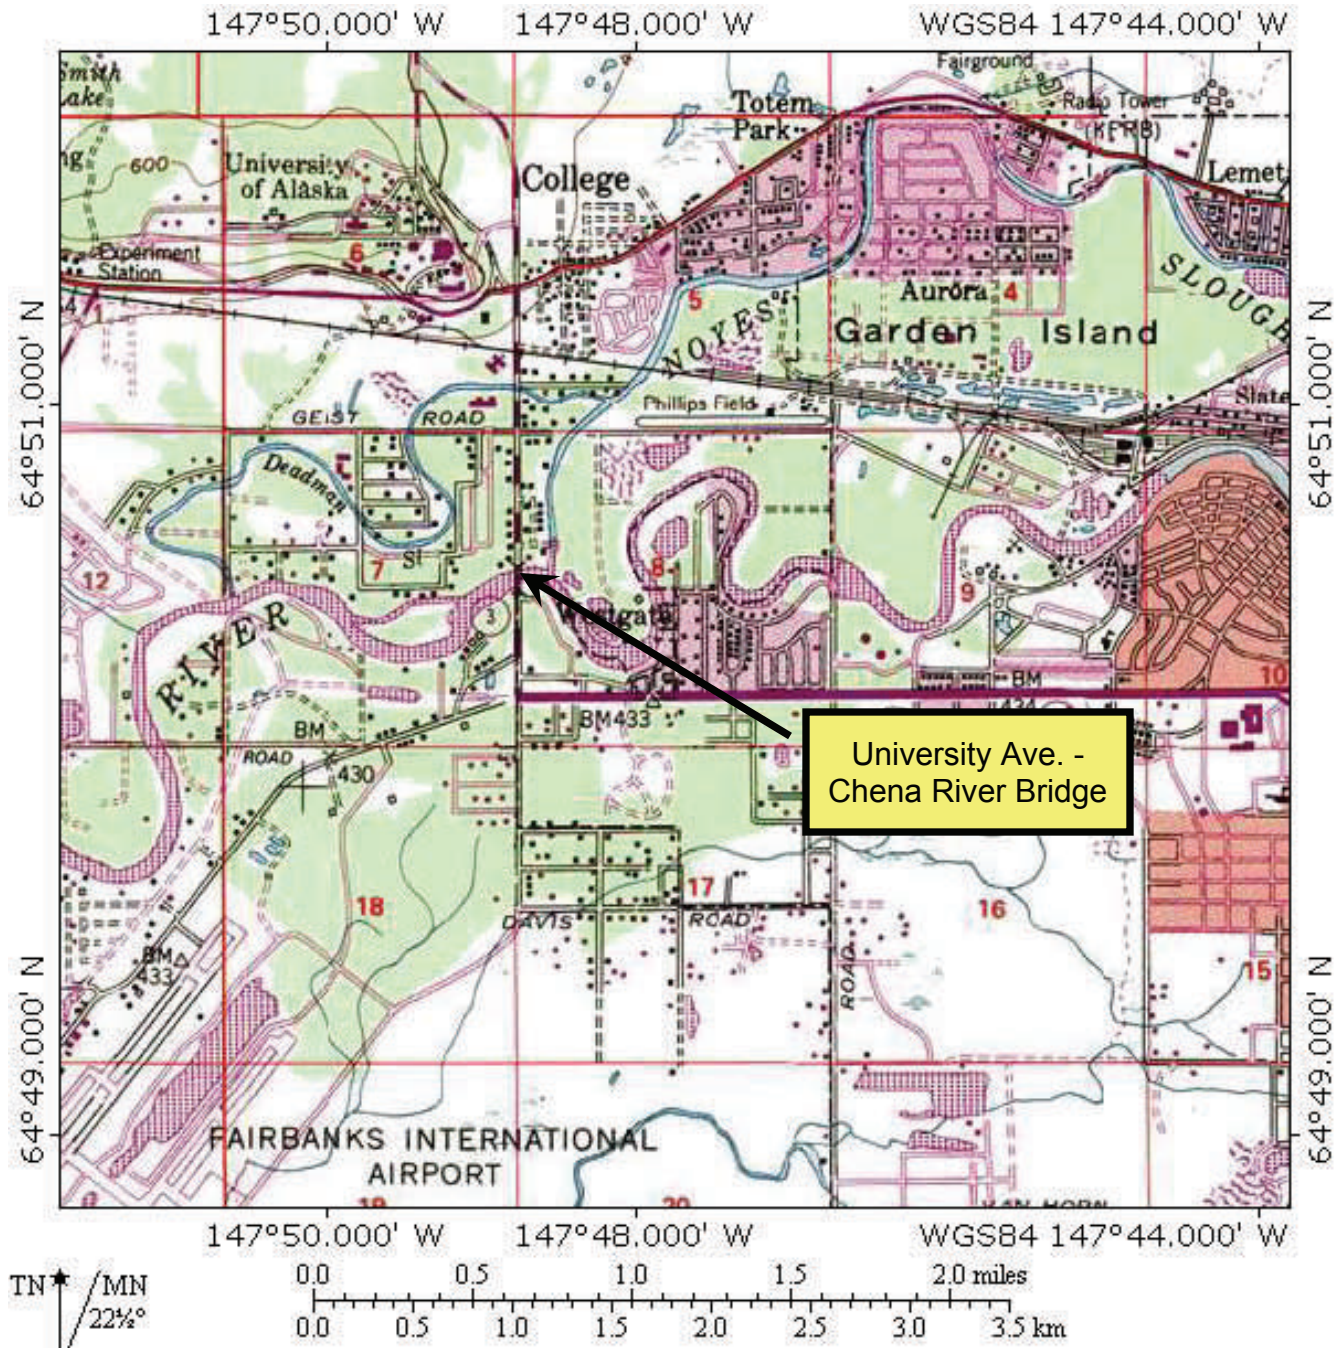 147°50.000' W 147°48.000' W WGS84 147°44.000' W
Smith
Lake
Fairground
Totem
Park
Radio Tower
(KFRB)
600
University
of Alaska
College
Lemet
Experiment
Station
6
5
Aurora 4
SLOUGH
NOYES
Garden Island
64°51.000' N
64°51.000' N
GEIST ROAD
Phillips Field
Slate
Deadman
Sl
7
8
9
12
3
Westgate
RIVER
10
BM
BM433
BM
434
ROAD
430
University Ave. -
Chena River Bridge
18
17
16
DAVIS ROAD
ROAD
BM
433
15
64°49.000' N
64°49.000' N
FAIRBANKS INTERNATIONAL
AIRPORT
19
20
VAN HORN
147°50.000' W 147°48.000' W WGS84 147°44.000' W
TN MN
22½°
0.0 0.5 1.0 1.5 2.0 miles
0.0 0.5 1.0 1.5 2.0 2.5 3.0 3.5 km